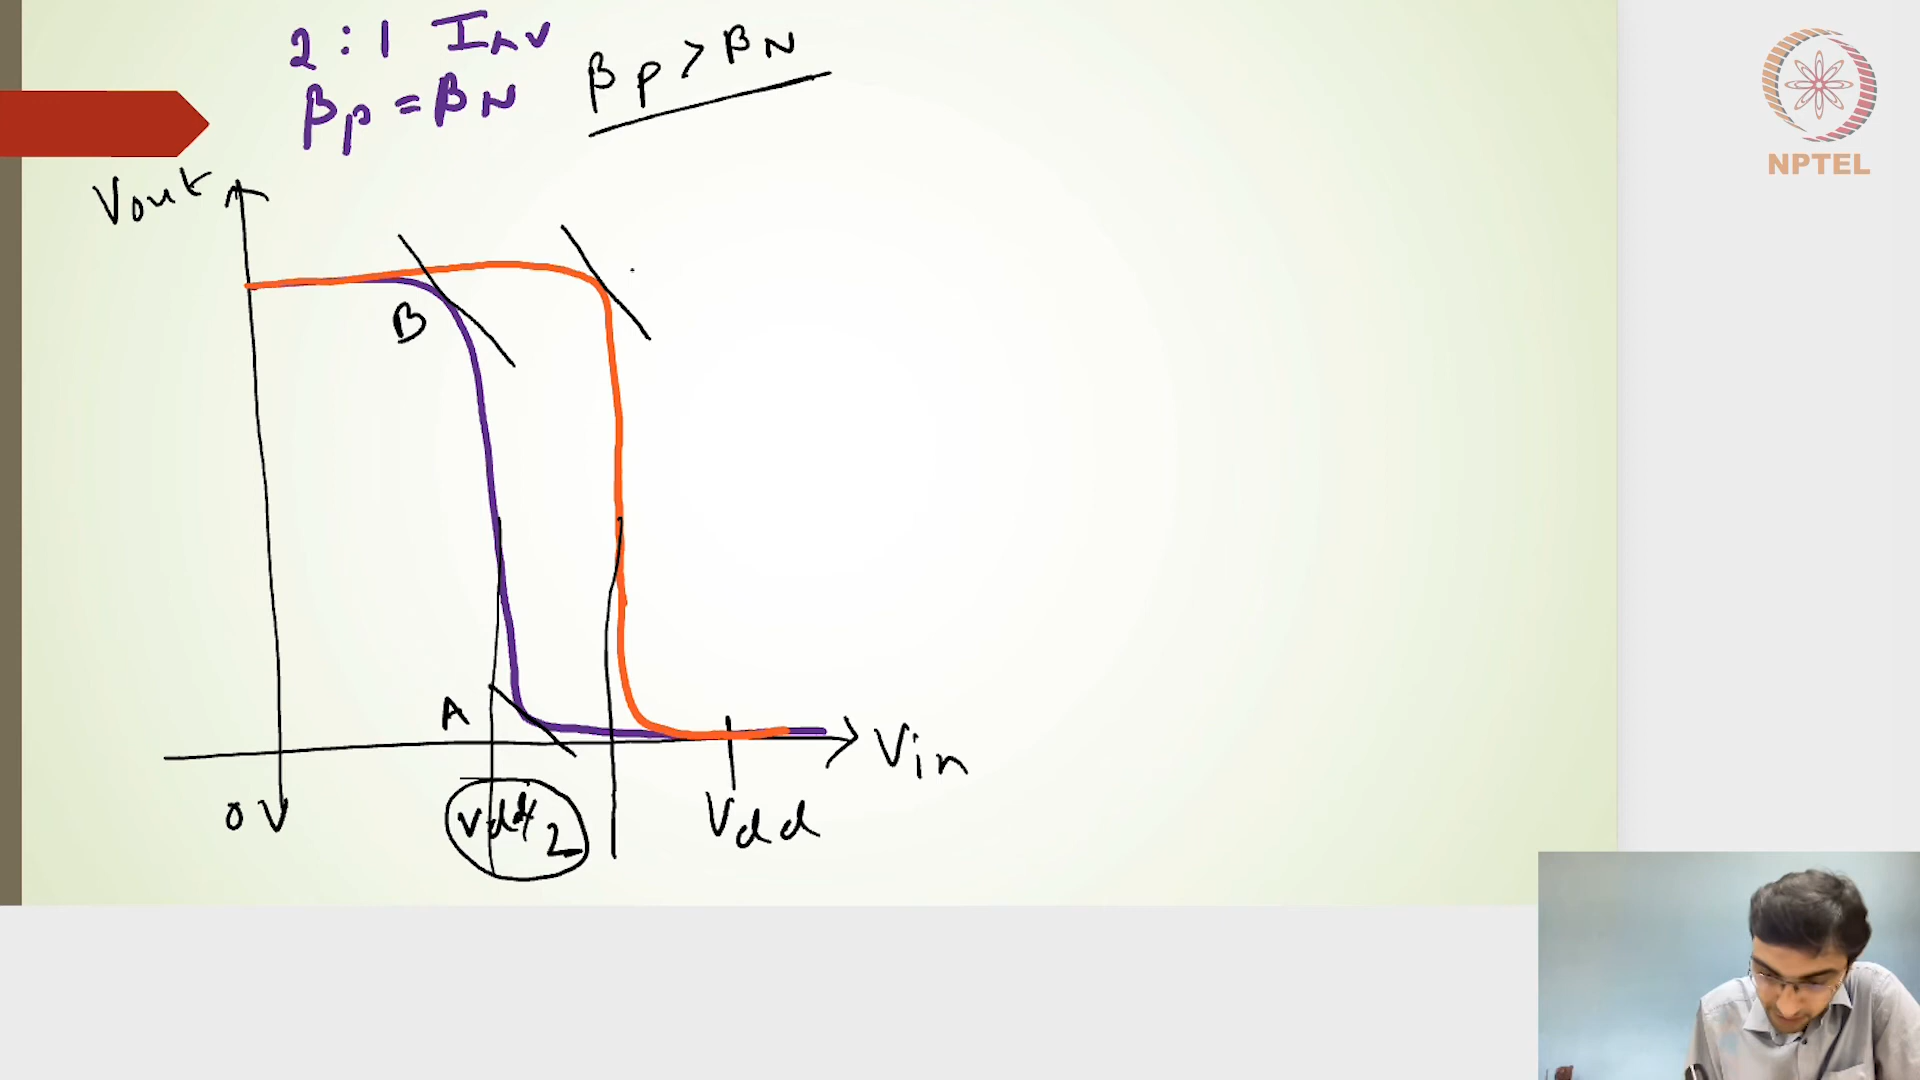 2 : 1 Inv
βp = βN
βp > βN
NPTEL
Vout
B
A
Vin
0 V
Vdd/2
Vdd